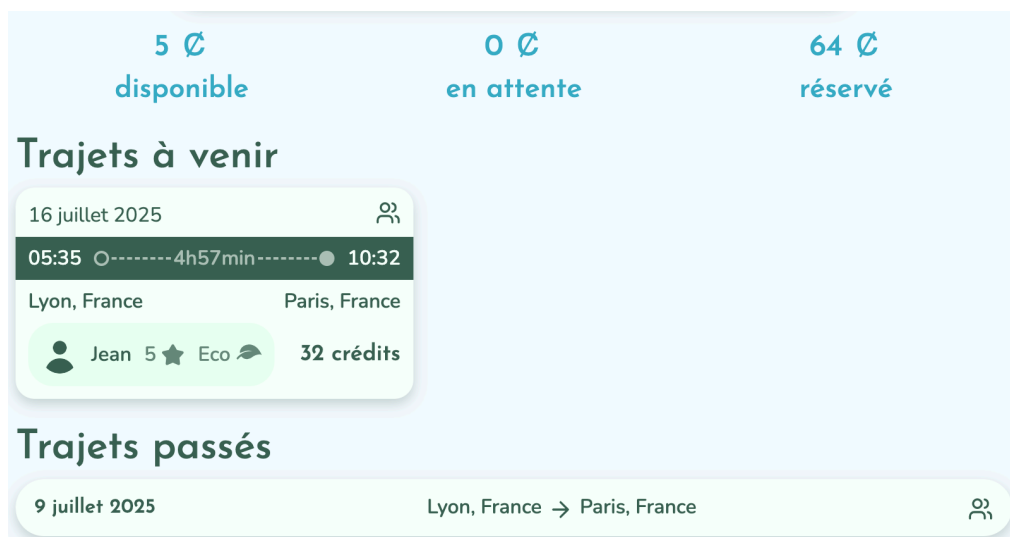 5 ₡ 0 ₡ 64 ₡
disponible en attente réservé
Trajets à venir
16 juillet 2025
05:35 4h57min 10:32
Lyon, France Paris, France
Jean 5 Eco 32 crédits
Trajets passés
9 juillet 2025 Lyon, France → Paris, France